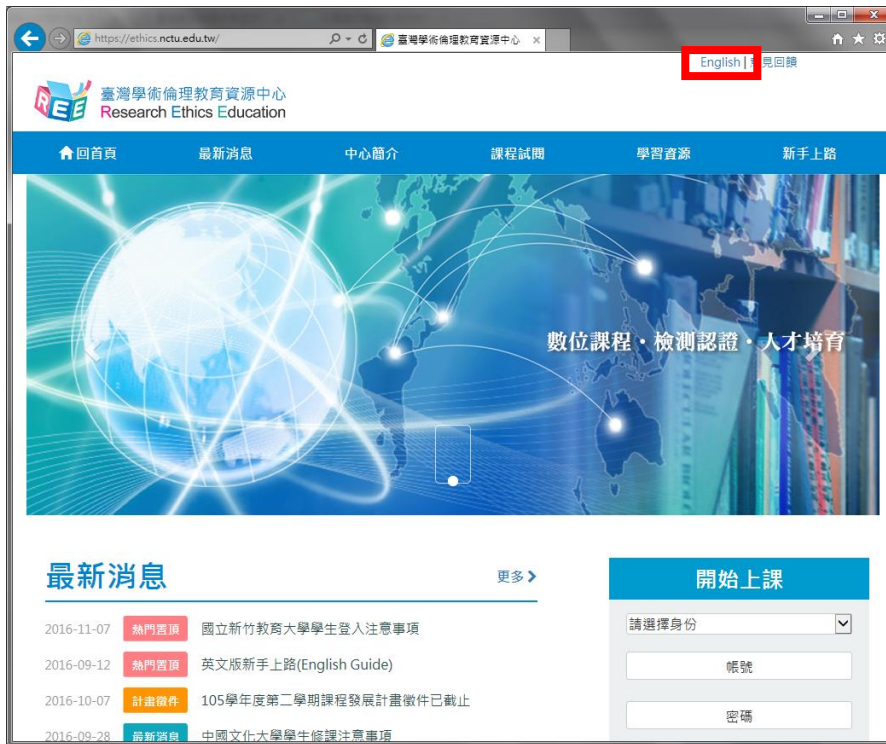 https://ethics.nctu.edu.tw/
臺灣學術倫理教育資源中心 ×
English | 見回饋
REE
臺灣學術倫理教育資源中心
Research Ethics Education
回首頁 最新消息 中心簡介 課程試閱 學習資源 新手上路
數位課程・檢測認證・人才培育
最新消息
更多
開始上課
2016-11-07 熱門置頂 國立新竹教育大學學生登入注意事項
請選擇身份
2016-09-12 熱門置頂 英文版新手上路(English Guide)
帳號
2016-10-07 計畫徵件 105學年度第二學期課程發展計畫徵件已截止
密碼
2016-09-28 最新消息 中國文化大學學生修課注意事項